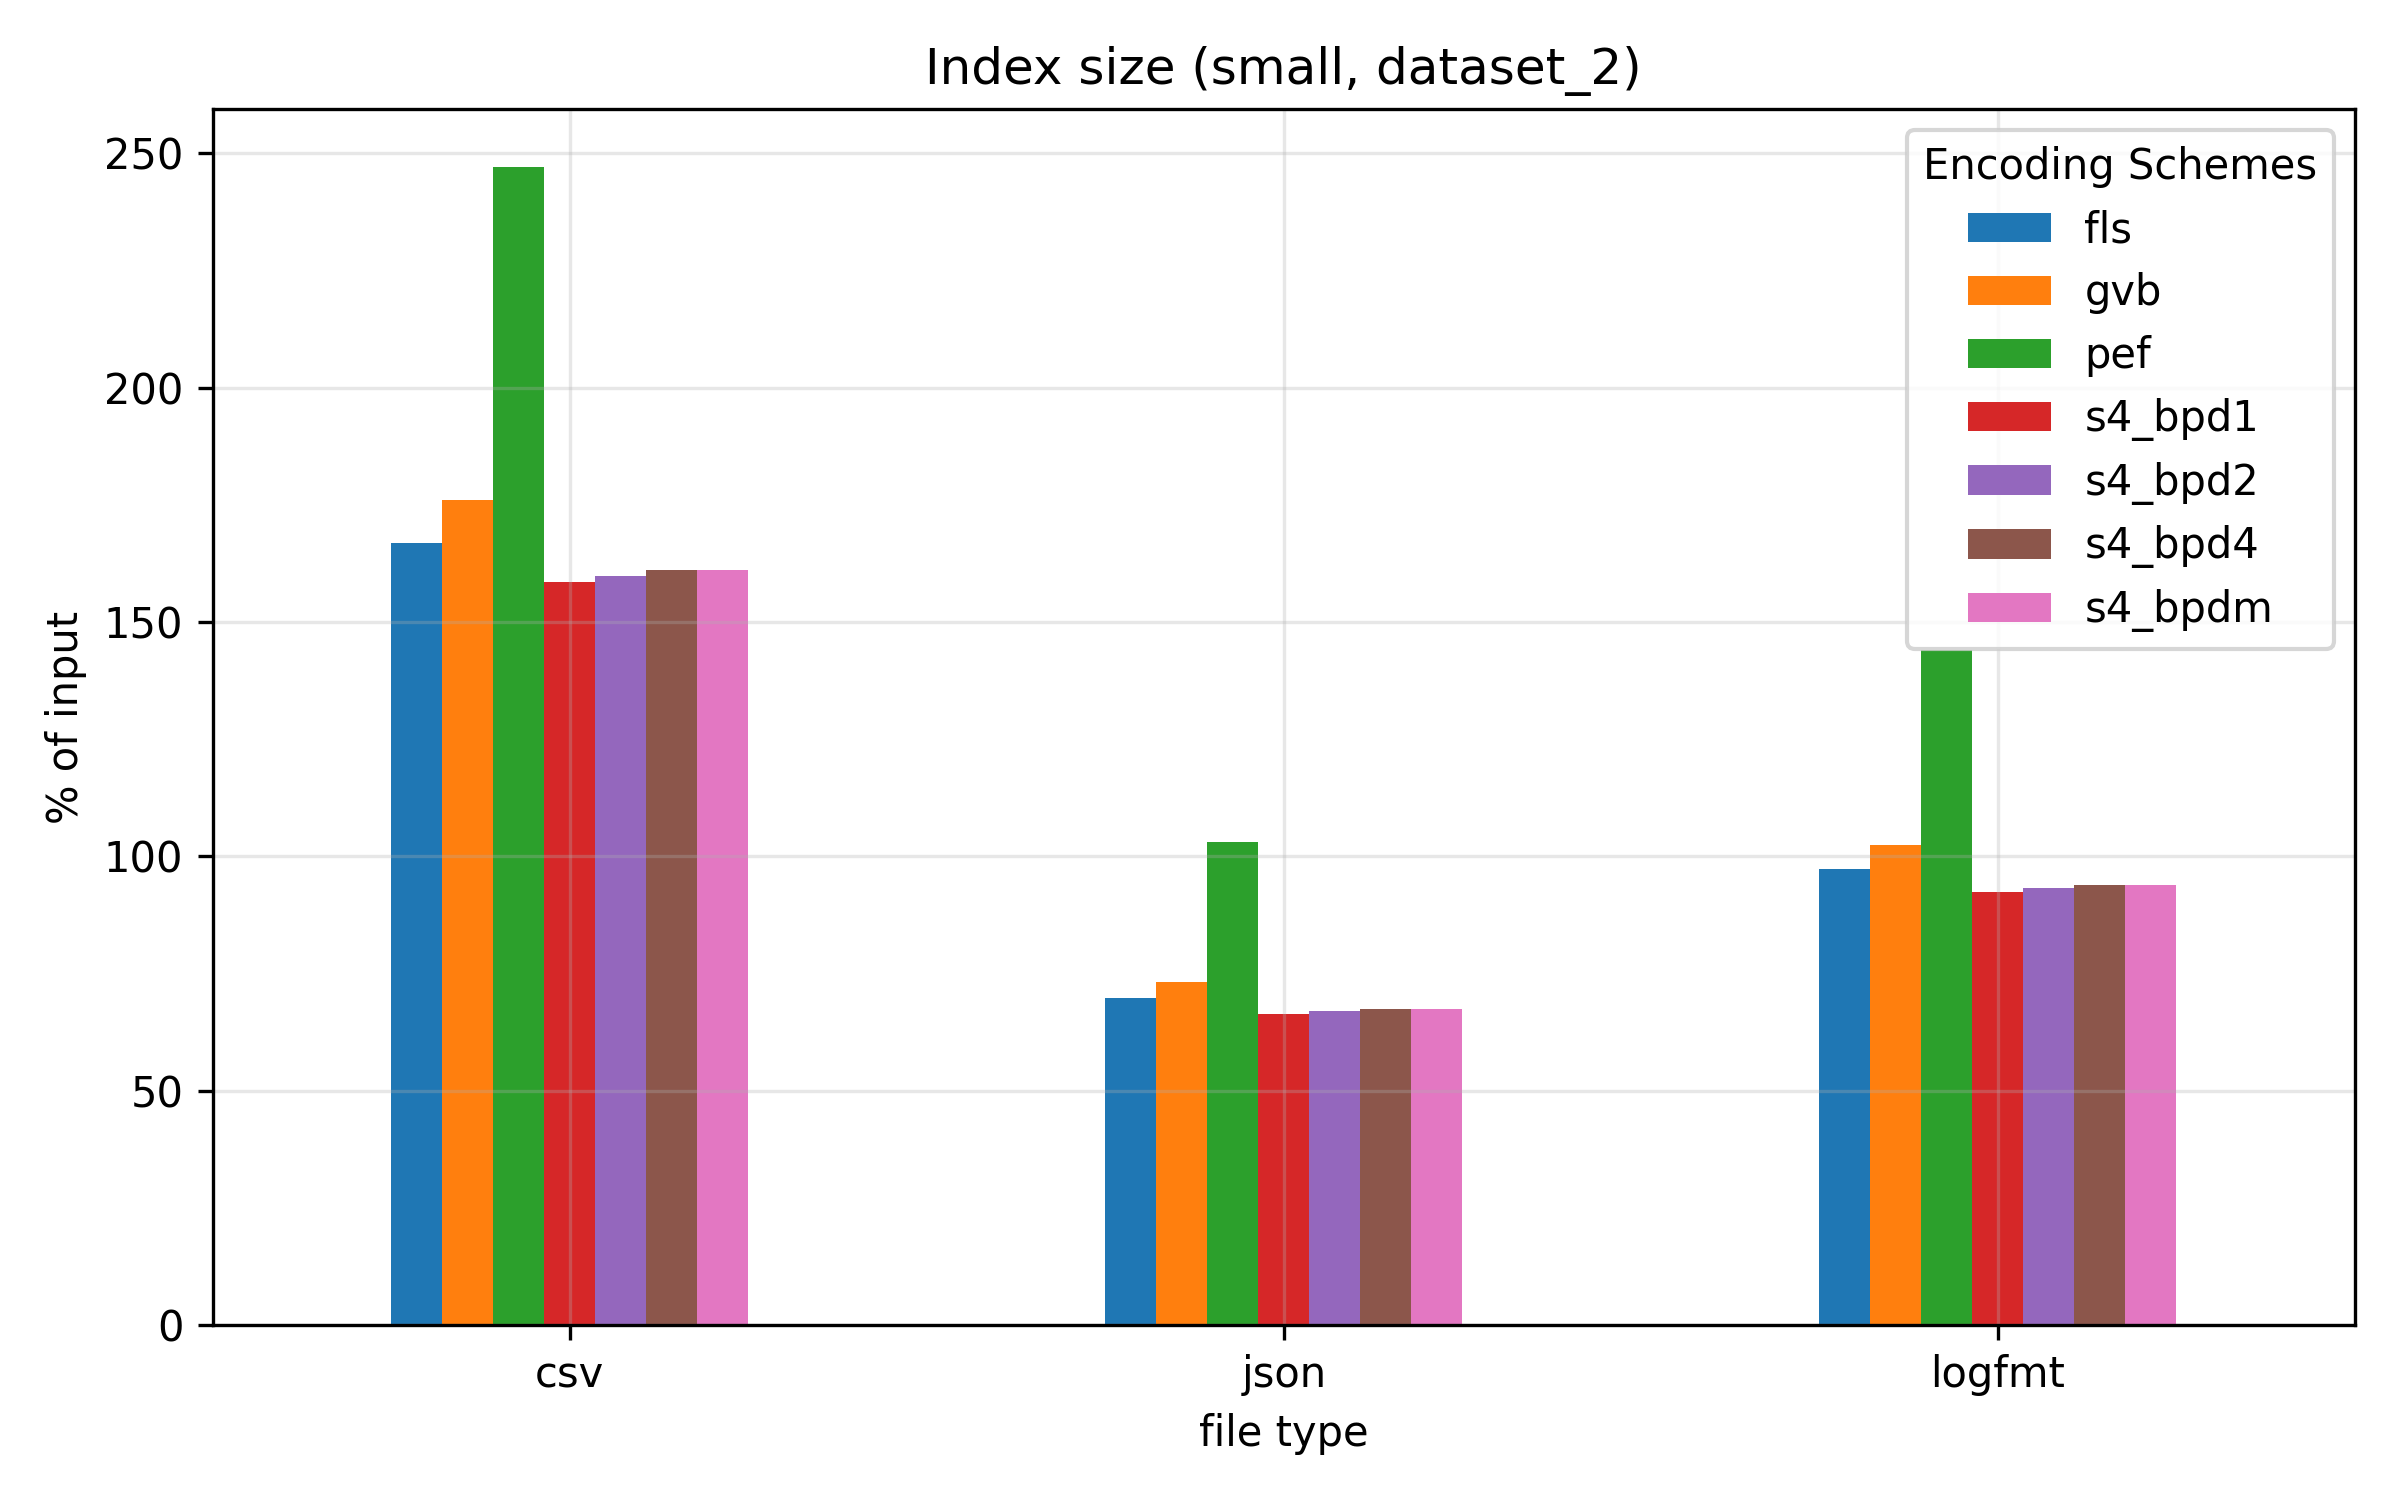 Index size (small, dataset_2)
250
200
150
100
50
0
% of input
csv
json
logfmt
file type
Encoding Schemes
fls
gvb
pef
s4_bpd1
s4_bpd2
s4_bpd4
s4_bpdm